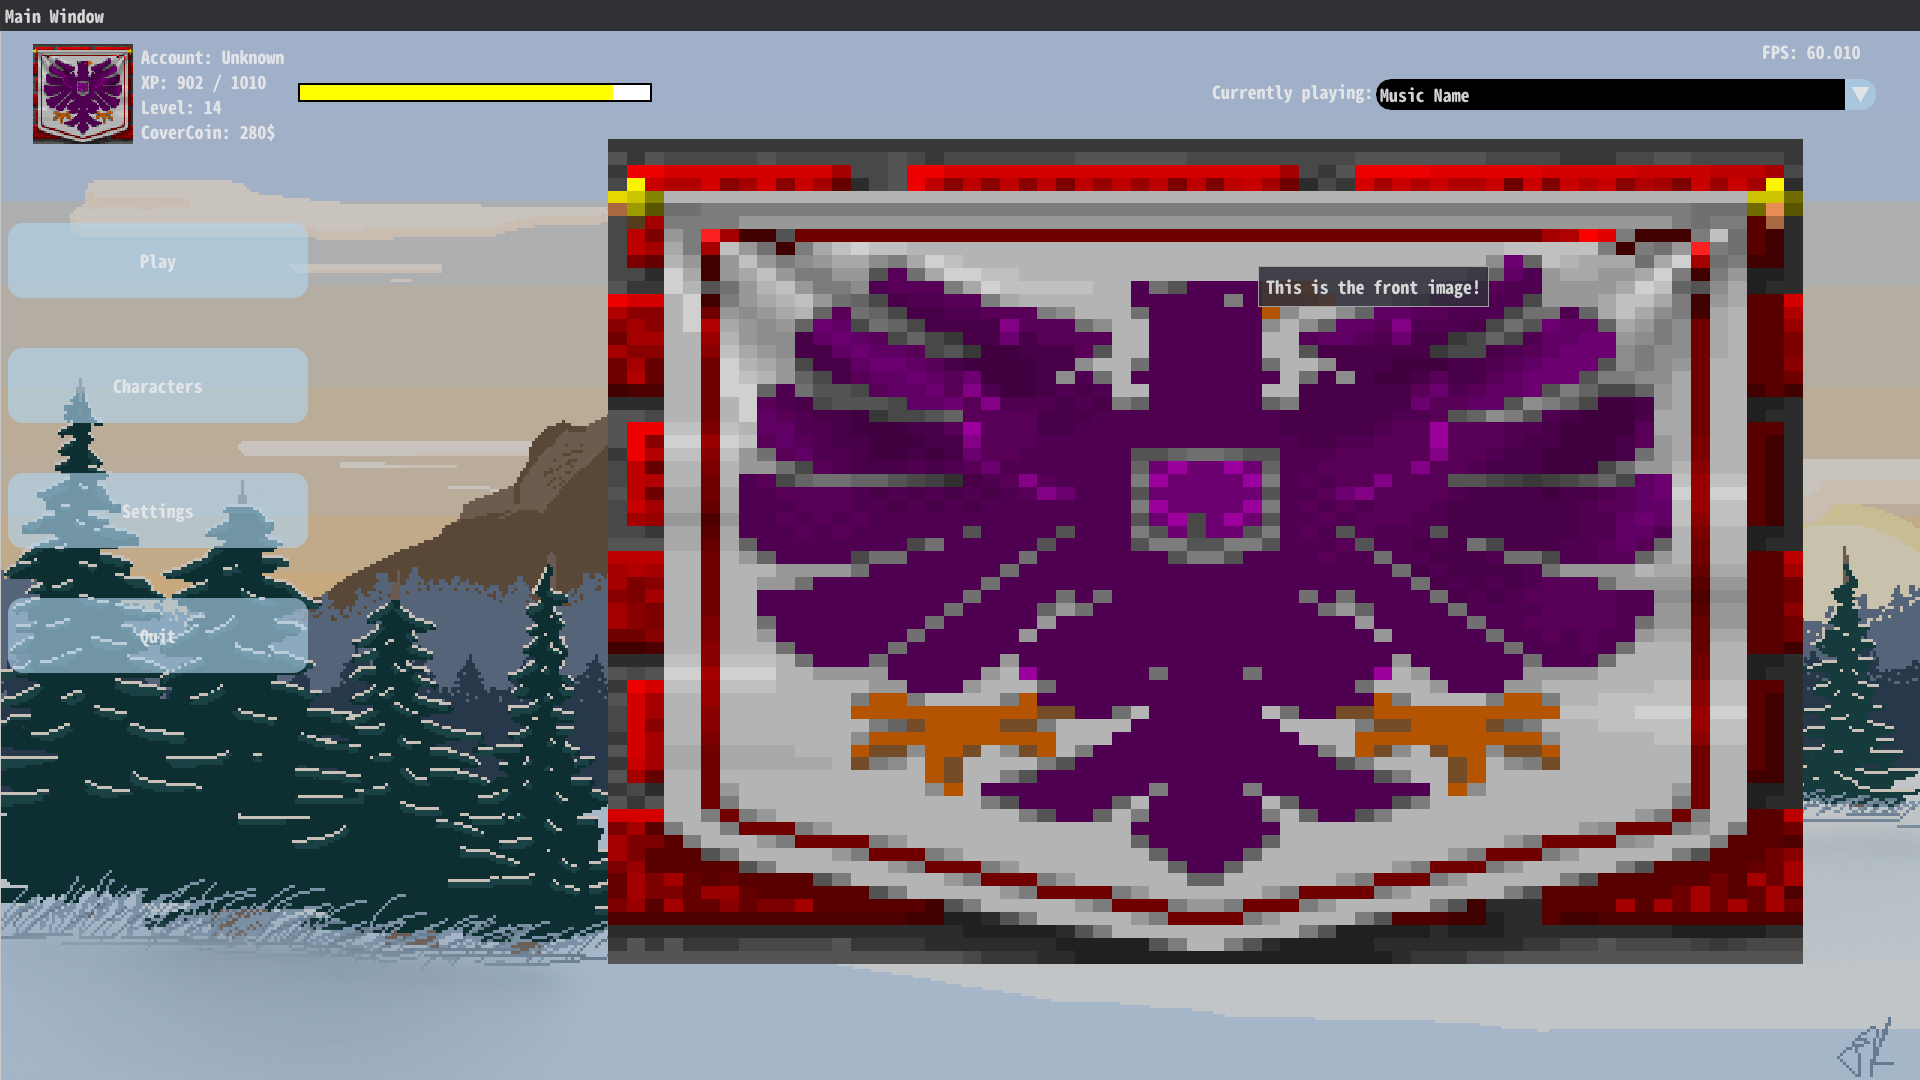 Main Window
Account: Unknown
XP: 902 / 1010
Level: 14
CoverCoin: 280$
FPS: 60.010
Currently playing: Music Name
This is the front image!
Play
Characters
Settings
Quit